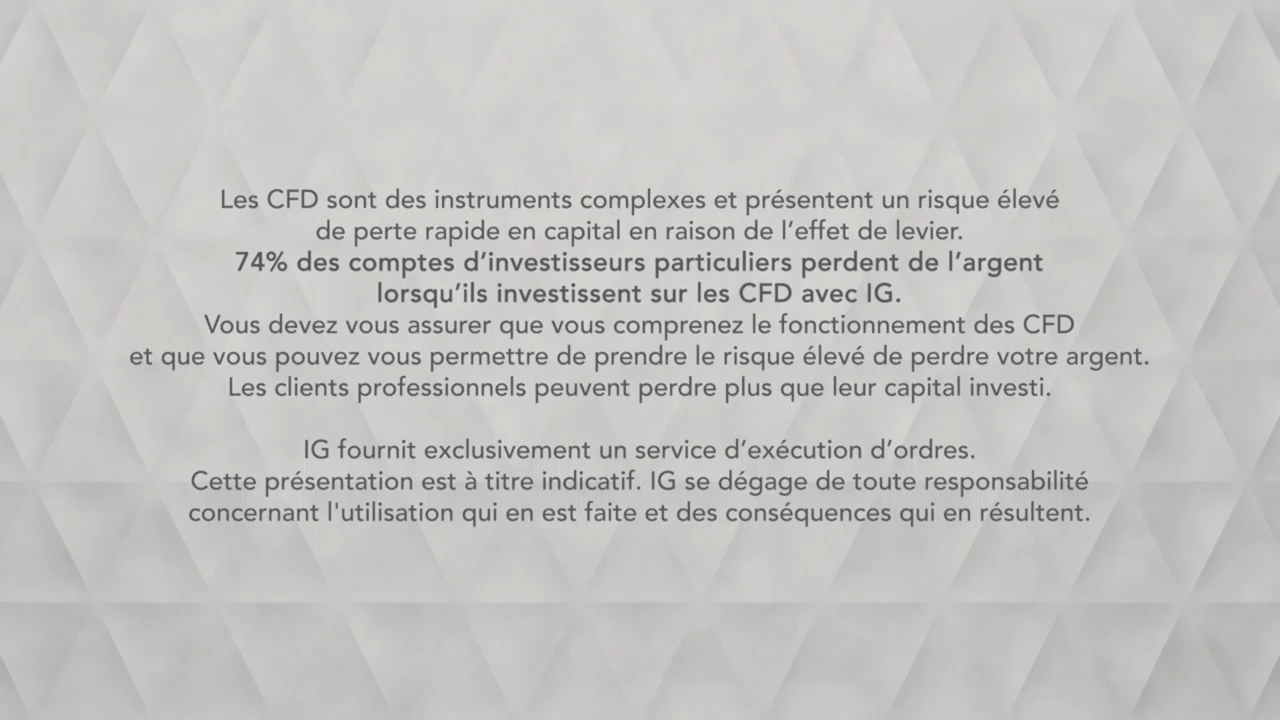 Les CFD sont des instruments complexes et présentent un risque élevé
de perte rapide en capital en raison de l’effet de levier.
74% des comptes d’investisseurs particuliers perdent de l’argent
lorsqu’ils investissent sur les CFD avec IG.
Vous devez vous assurer que vous comprenez le fonctionnement des CFD
et que vous pouvez vous permettre de prendre le risque élevé de perdre votre argent.
Les clients professionnels peuvent perdre plus que leur capital investi.
IG fournit exclusivement un service d’exécution d’ordres.
Cette présentation est à titre indicatif. IG se dégage de toute responsabilité
concernant l'utilisation qui en est faite et des conséquences qui en résultent.